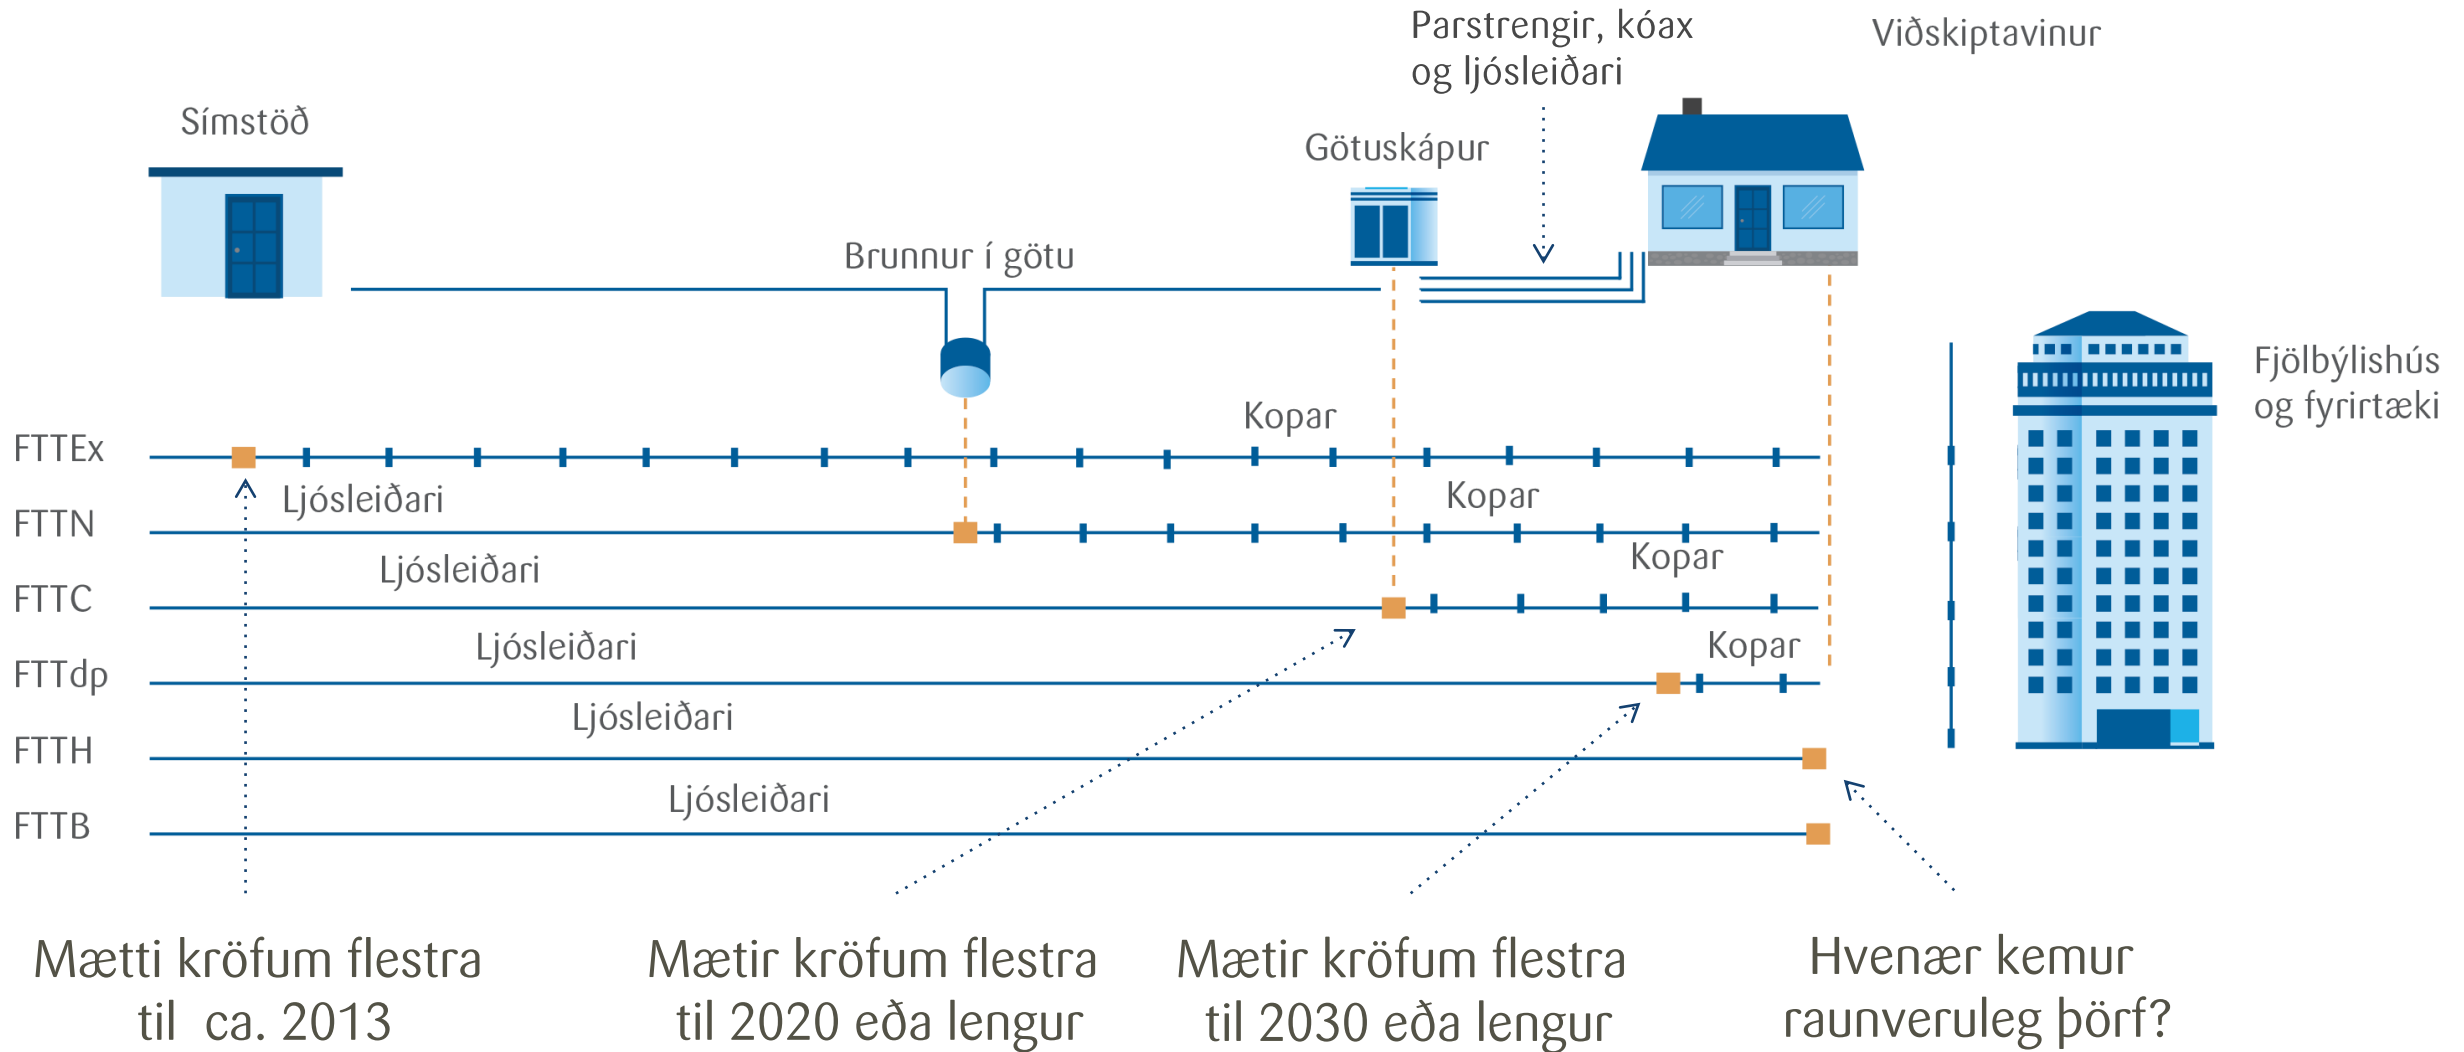 Parstrengir, kóax
og ljósleiðari
Viðskiptavinur
Símstöð
Götuskápur
Brunnur í götu
Fjölbýlishús
og fyrirtæki
Kopar
FTTEx
Ljósleiðari
Kopar
FTTN
Ljósleiðari
Kopar
FTTC
Ljósleiðari
Kopar
FTTdp
Ljósleiðari
FTTH
Ljósleiðari
FTTB
Mætti kröfum flestra
til ca. 2013
Mætir kröfum flestra
til 2020 eða lengur
Mætir kröfum flestra
til 2030 eða lengur
Hvenær kemur
raunveruleg þörf?